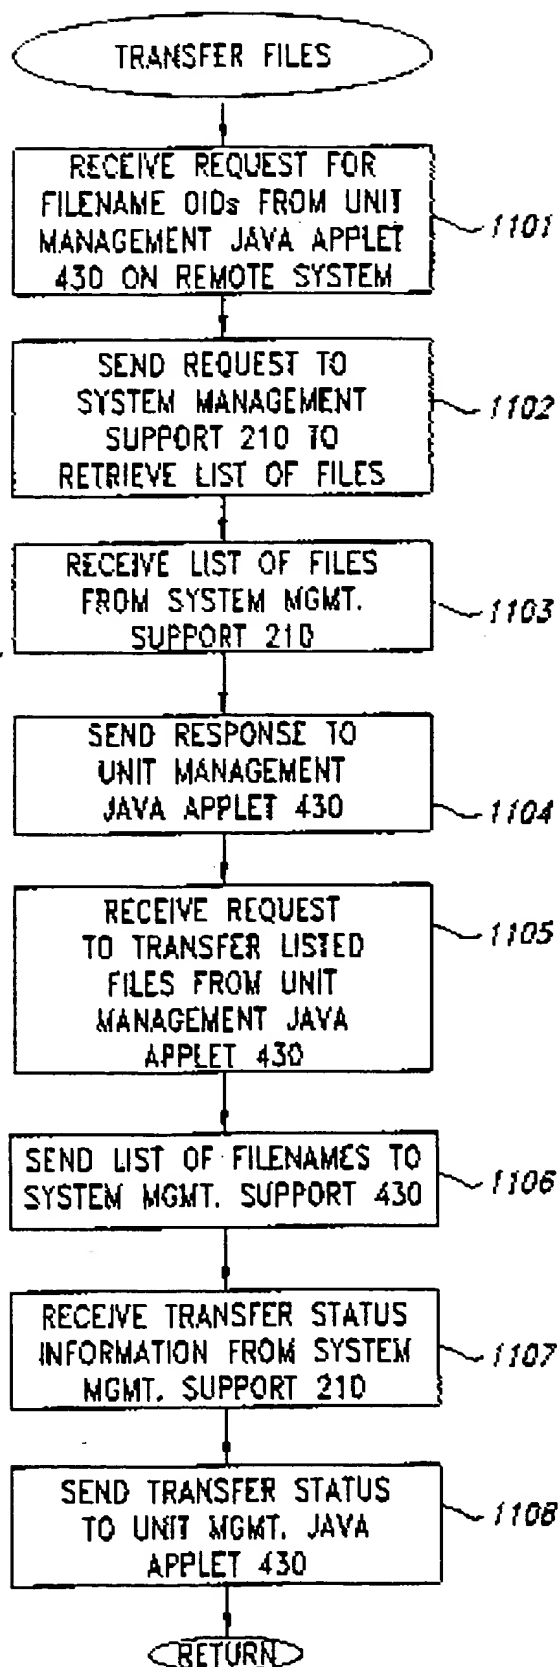 TRANSFER FILES
RECEIVE REQUEST FOR
FILENAME OIDs FROM UNIT
MANAGEMENT JAVA APPLET
430 ON REMOTE SYSTEM
1101
SEND REQUEST TO
SYSTEM MANAGEMENT
SUPPORT 210 TO
RETRIEVE LIST OF FILES
1102
RECEIVE LIST OF FILES
FROM SYSTEM MGMT.
SUPPORT 210
1103
SEND RESPONSE TO
UNIT MANAGEMENT
JAVA APPLET 430
1104
RECEIVE REQUEST
TO TRANSFER LISTED
FILES FROM UNIT
MANAGEMENT JAVA
APPLET 430
1105
SEND LIST OF FILENAMES TO
SYSTEM MGMT. SUPPORT 430
1106
RECEIVE TRANSFER STATUS
INFORMATION FROM SYSTEM
MGMT. SUPPORT 210
1107
SEND TRANSFER STATUS
TO UNIT MGMT. JAVA
APPLET 430
1108
RETURN